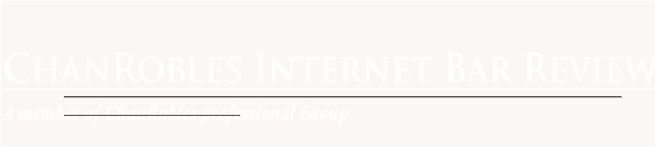 ChanRobles Internet Bar Review
A member of ChanRobles professional Group